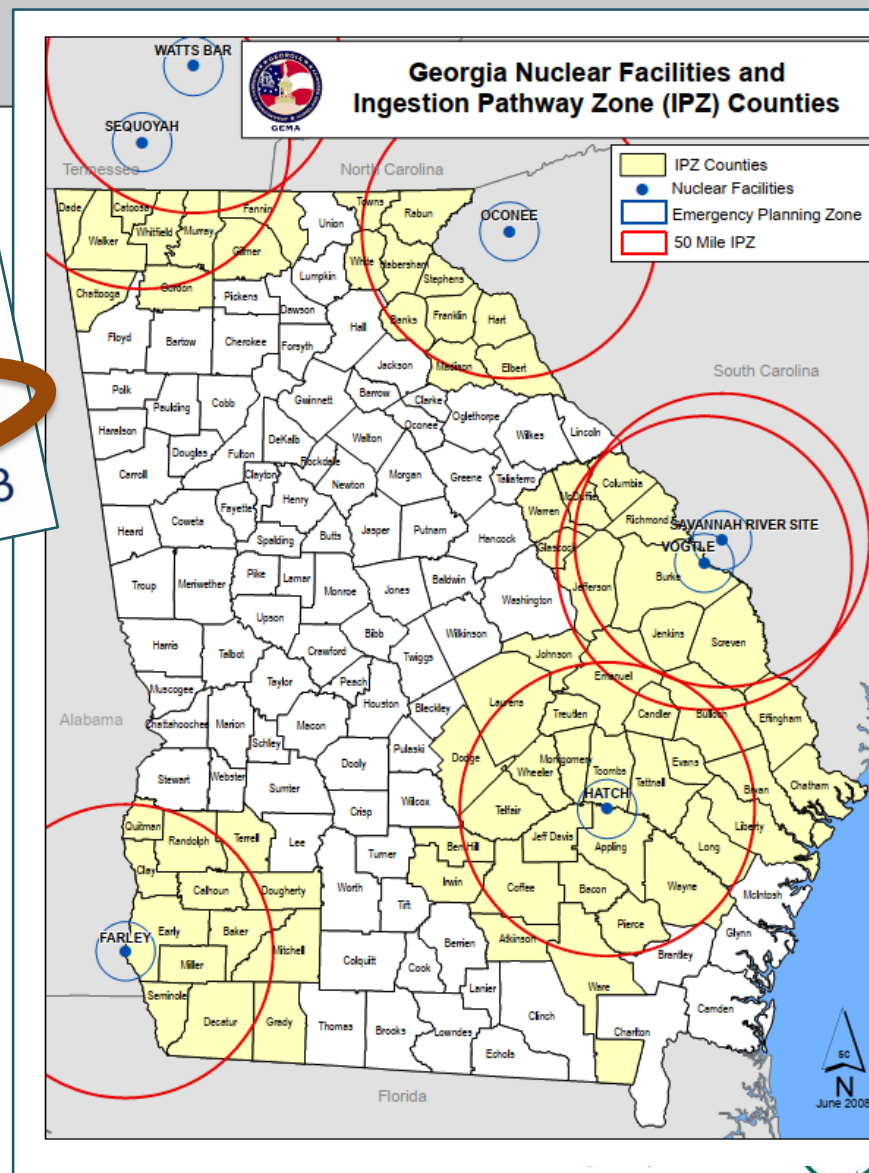 WATTS BAR
SEQUOYAH
GEMA
Georgia Nuclear Facilities and
Ingestion Pathway Zone (IPZ) Counties
IPZ Counties
Nuclear Facilities
Emergency Planning Zone
50 Mile IPZ
Tennessee
North Carolina
OCONEE
Dade
Catoosa
Walker
Whitfield
Murray
Fannin
Gilmer
Union
Towns
Rabun
White
Habersham
Stephens
Lumpkin
Chattooga
Gordon
Pickens
Dawson
Banks
Franklin
Hart
Floyd
Bartow
Cherokee
Forsyth
Hall
Jackson
Madison
Elbert
South Carolina
Polk
Paulding
Cobb
Gwinnett
Barrow
Clarke
Oconee
Oglethorpe
Wilkes
Lincoln
Haralson
Douglas
Fulton
DeKalb
Rockdale
Walton
Carroll
Clayton
Newton
Morgan
Greene
Taliaferro
Columbia
McDuffie
Warren
Richmond
SAVANNAH RIVER SITE
VOGTLE
Heard
Coweta
Fayette
Henry
Spalding
Butts
Jasper
Putnam
Hancock
Glascock
Jefferson
Burke
Troup
Meriwether
Pike
Lamar
Monroe
Jones
Baldwin
Washington
Upson
Bibb
Wilkinson
Jenkins
Screven
Harris
Talbot
Crawford
Twiggs
Johnson
Emanuel
Muscogee
Taylor
Peach
Houston
Bleckley
Laurens
Treutlen
Candler
Bulloch
Effingham
Alabama
Chattahoochee
Marion
Macon
Schley
Pulaski
Dodge
Wheeler
Montgomery
Toombs
Tattnall
Evans
Bryan
Chatham
Stewart
Webster
Sumter
Dooly
Crisp
Wilcox
Telfair
HATCH
Liberty
Quitman
Randolph
Terrell
Lee
Turner
Ben Hill
Jeff Davis
Appling
Long
Clay
Calhoun
Dougherty
Worth
Tift
Irwin
Coffee
Bacon
Wayne
McIntosh
FARLEY
Early
Baker
Mitchell
Miller
Colquitt
Cook
Berrien
Atkinson
Pierce
Brantley
Glynn
Seminole
Decatur
Grady
Thomas
Brooks
Lowndes
Lanier
Echols
Clinch
Ware
Charlton
Camden
Florida
SC
N
June 2008